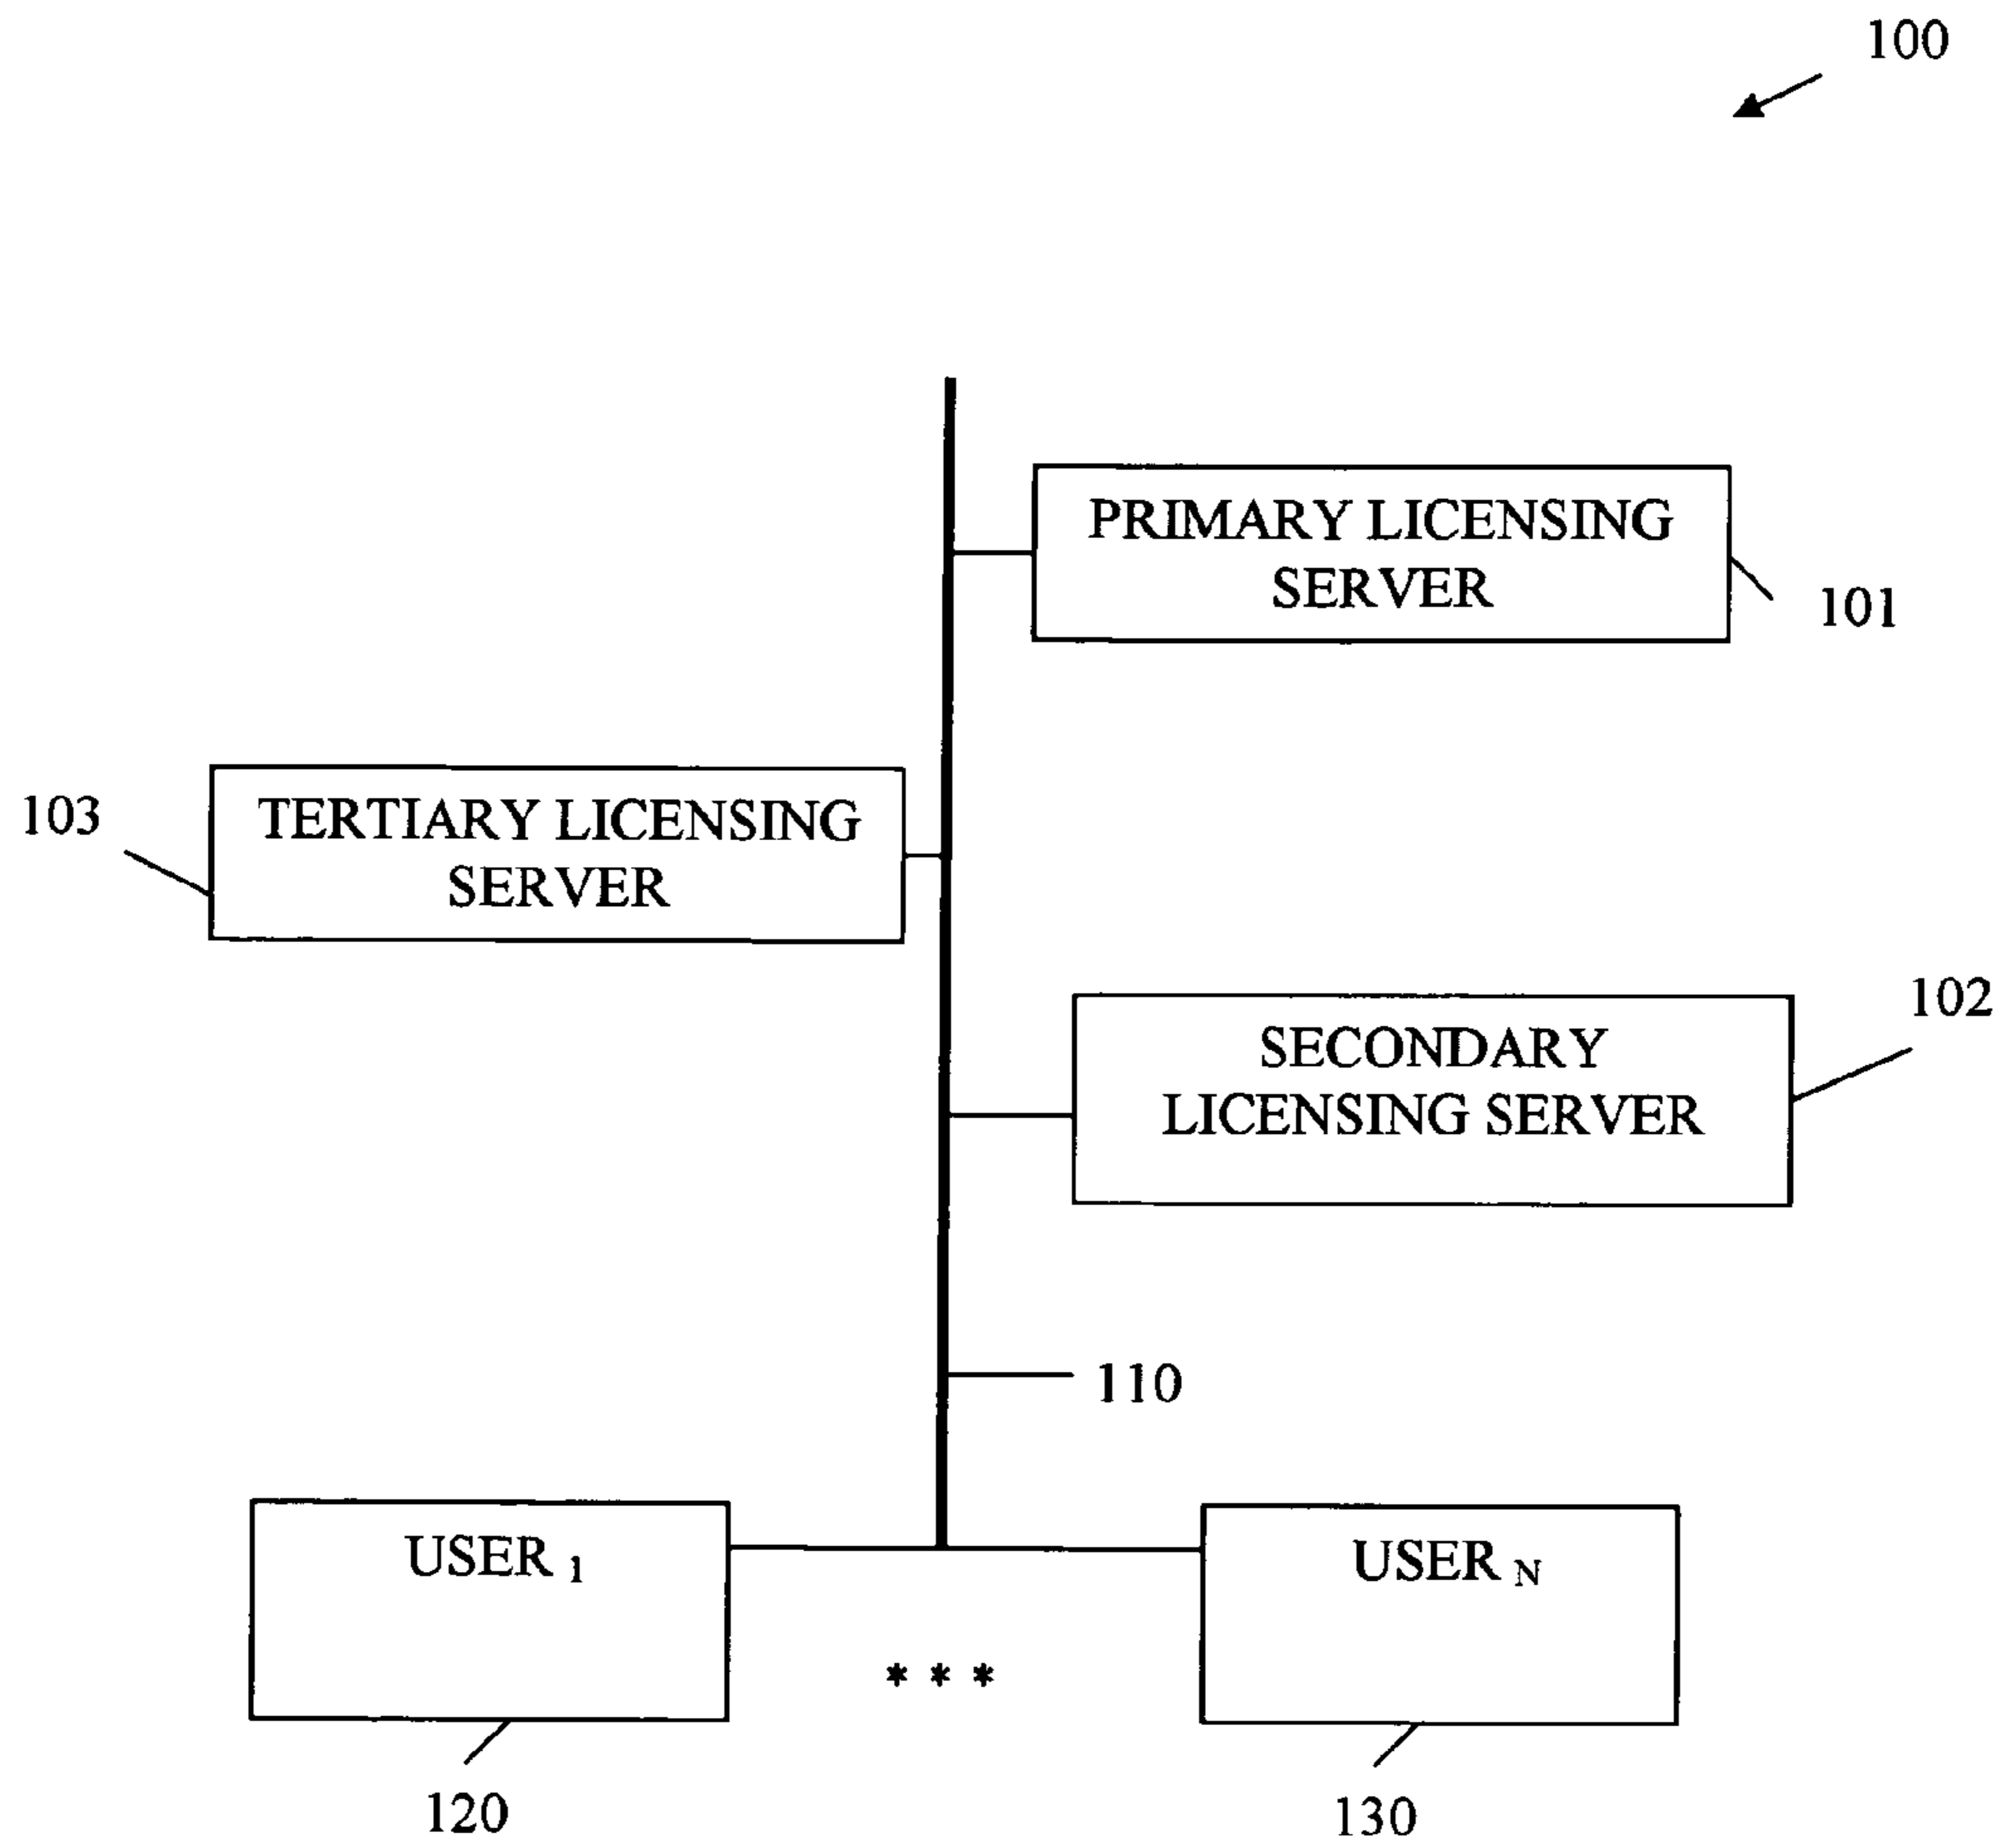 100
PRIMARY LICENSING
SERVER
101
103
TERTIARY LICENSING
SERVER
102
SECONDARY
LICENSING SERVER
110
USER 1
USER N
* * *
120
130